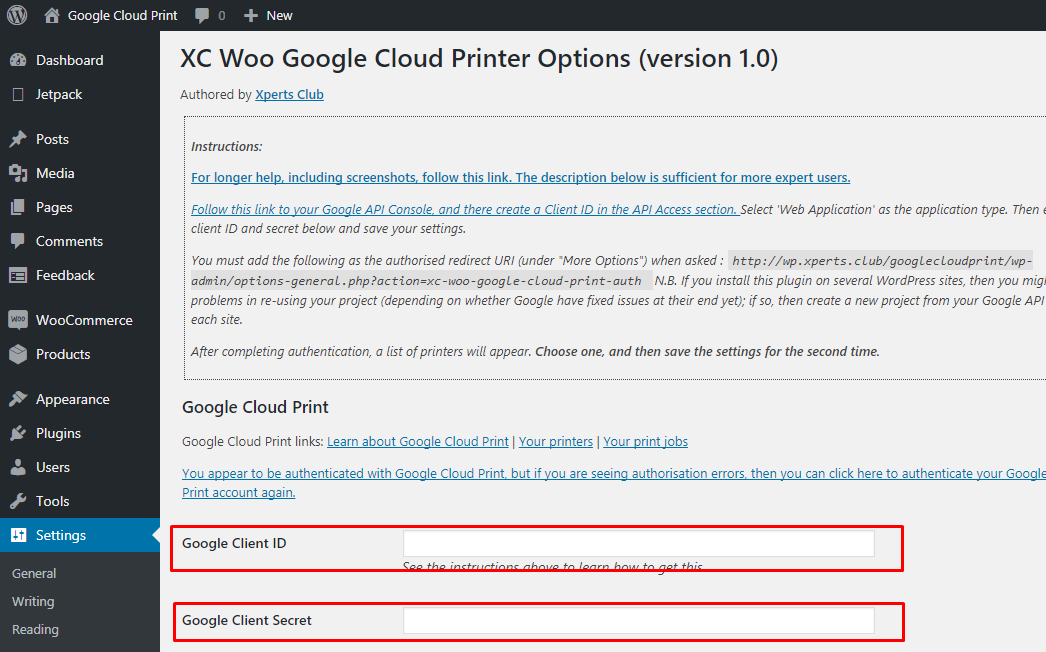 Google Cloud Print 0 New
Dashboard
Jetpack
Posts
Media
Pages
Comments
Feedback
WOO WooCommerce
Products
Appearance
Plugins
Users
Tools
Settings
General
Writing
Reading
XC Woo Google Cloud Printer Options (version 1.0)
Authored by Xperts Club
Instructions:
For longer help, including screenshots, follow this link. The description below is sufficient for more expert users.
Follow this link to your Google API Console, and there create a Client ID in the API Access section. Select 'Web Application' as the application type. Then e
client ID and secret below and save your settings.
You must add the following as the authorised redirect URI (under "More Options") when asked : http://wp.xperts.club/googlecloudprint/wp-
admin/options-general.php?action=xc-woo-google-cloud-print-auth N.B. If you install this plugin on several WordPress sites, then you migh
problems in re-using your project (depending on whether Google have fixed issues at their end yet); if so, then create a new project from your Google API
each site.
After completing authentication, a list of printers will appear. Choose one, and then save the settings for the second time.
Google Cloud Print
Google Cloud Print links: Learn about Google Cloud Print | Your printers | Your print jobs
You appear to be authenticated with Google Cloud Print, but if you are seeing authorisation errors, then you can click here to authenticate your Google
Print account again.
Google Client ID
See the instructions above to learn how to get this
Google Client Secret